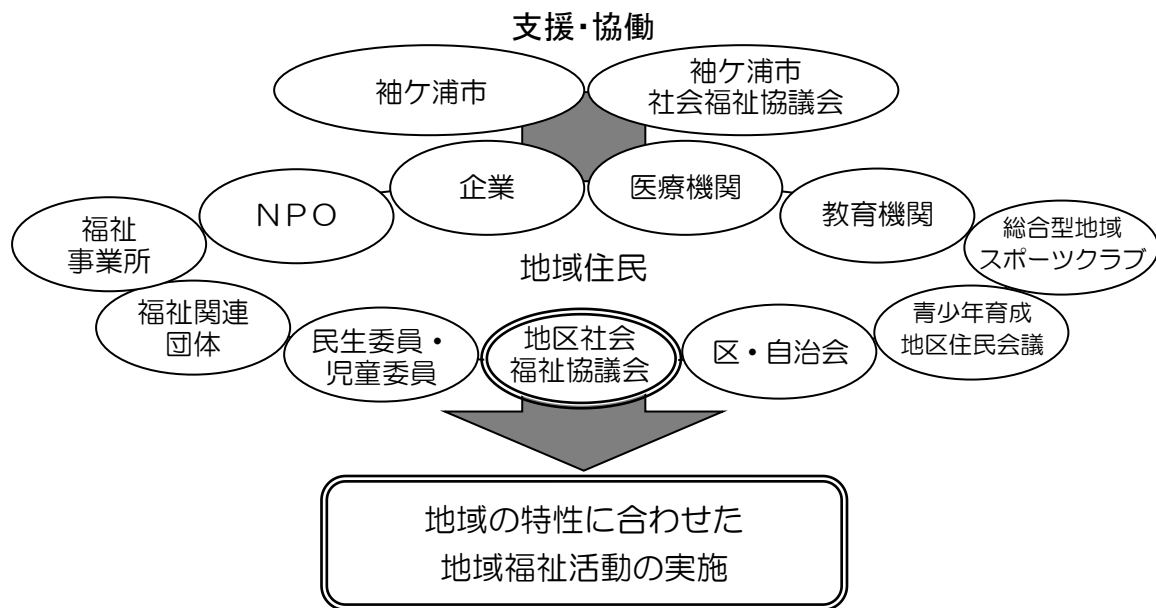 支援・協働
袖ケ浦市
袖ケ浦市
社会福祉協議会
企業
医療機関
NPO
教育機関
福祉
事業所
総合型地域
スポーツクラブ
地域住民
福祉関連
団体
青少年育成
地区住民会議
民生委員・
児童委員
地区社会
福祉協議会
区・自治会
地域の特性に合わせた
地域福祉活動の実施